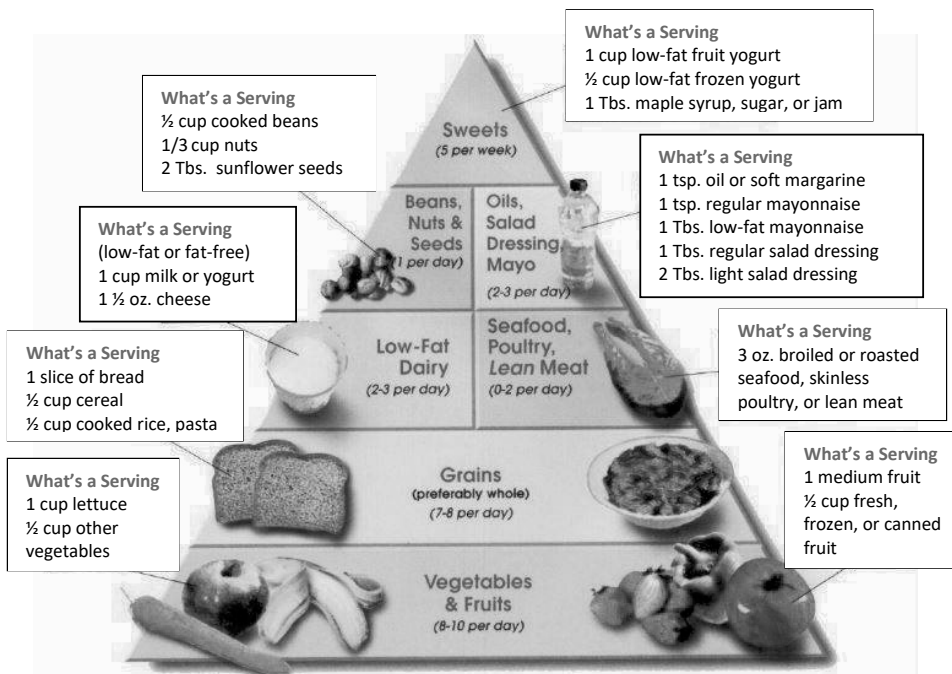 What's a Serving
1 cup low-fat fruit yogurt
½ cup low-fat frozen yogurt
1 Tbs. maple syrup, sugar, or jam
What's a Serving
½ cup cooked beans
1/3 cup nuts
2 Tbs. sunflower seeds
Sweets
(5 per week)
What's a Serving
1 tsp. oil or soft margarine
1 tsp. regular mayonnaise
1 Tbs. low-fat mayonnaise
1 Tbs. regular salad dressing
2 Tbs. light salad dressing
Beans,
Nuts &
Seeds
(1 per day)
Oils,
Salad
Dressing,
Mayo
(2-3 per day)
What's a Serving
(low-fat or fat-free)
1 cup milk or yogurt
1 ½ oz. cheese
Low-Fat
Dairy
(2-3 per day)
Seafood,
Poultry,
Lean Meat
(0-2 per day)
What's a Serving
3 oz. broiled or roasted
seafood, skinless
poultry, or lean meat
What's a Serving
1 slice of bread
½ cup cereal
½ cup cooked rice, pasta
Grains
(preferably whole)
(7-8 per day)
What's a Serving
1 medium fruit
½ cup fresh,
frozen, or canned
fruit
What's a Serving
1 cup lettuce
½ cup other
vegetables
Vegetables
& Fruits
(8-10 per day)